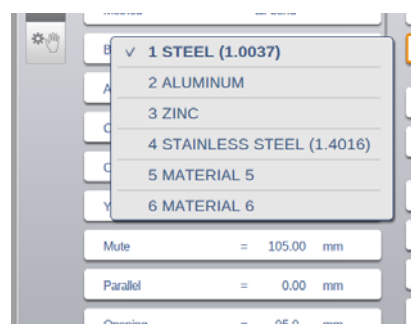 B
✓ 1 STEEL (1.0037)
2 ALUMINUM
A
3 ZINC
C
4 STAINLESS STEEL (1.4016)
5 MATERIAL 5
Y
6 MATERIAL 6
Mute = 105.00 mm
Parallel = 0.00 mm